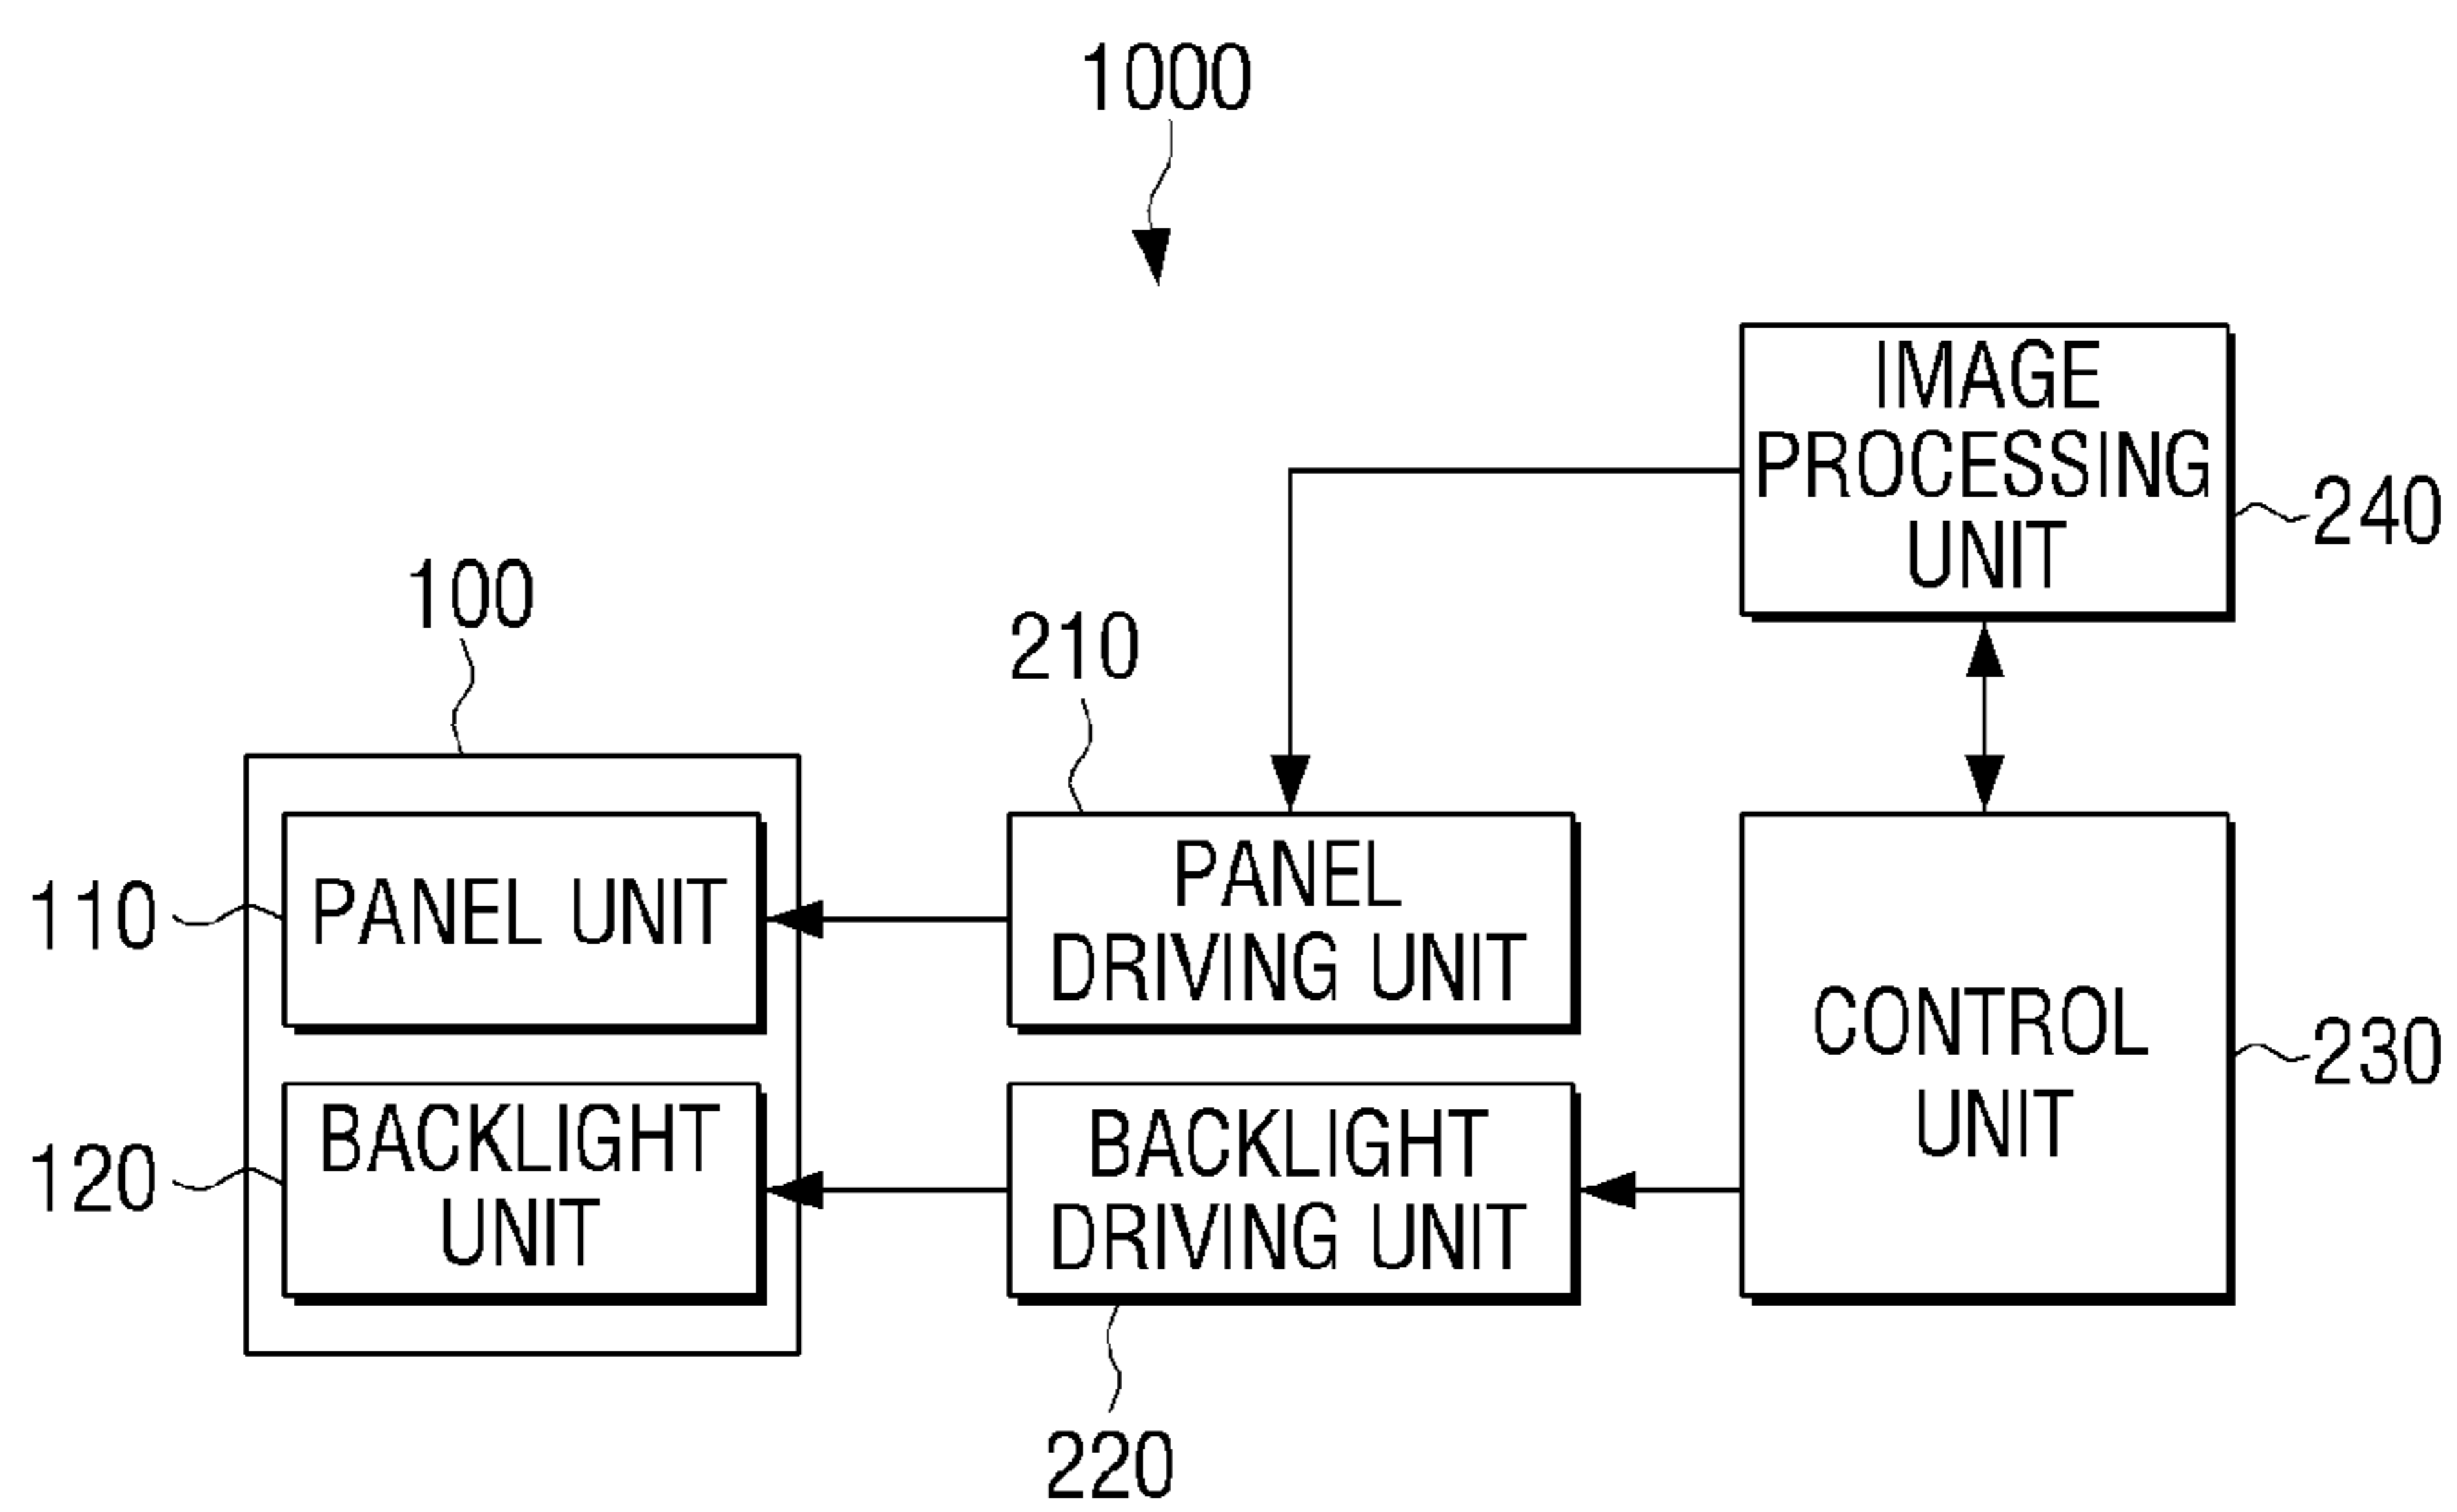 1000
IMAGE
PROCESSING
UNIT
240
100
210
110
PANEL UNIT
PANEL
DRIVING UNIT
CONTROL
UNIT
230
120
BACKLIGHT
UNIT
BACKLIGHT
DRIVING UNIT
220